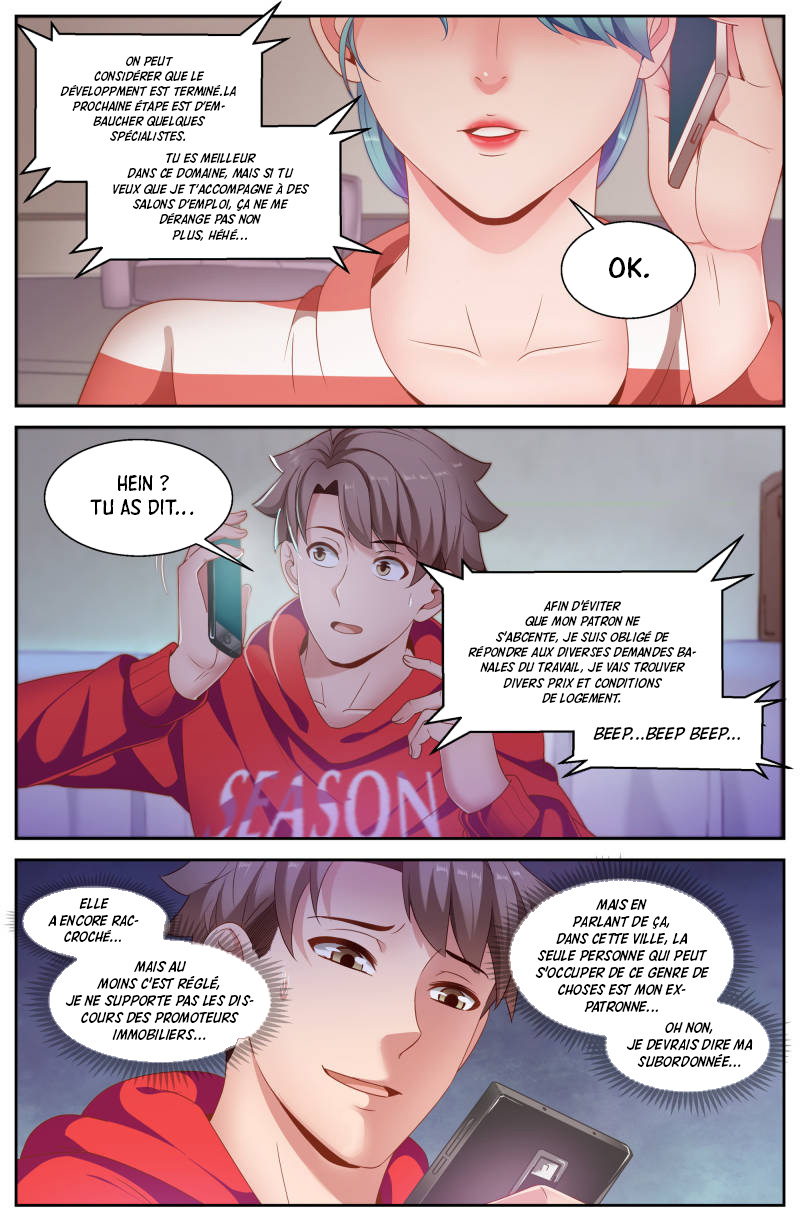 ON PEUT
CONSIDÉRER QUE LE
DÉVELOPPMENT EST TERMINÉ.LA
PROCHAINE ÉTAPE EST D'EM-
BAUCHER QUELQUES
SPÉCIALISTES.
TU ES MEILLEUR
DANS CE DOMAINE, MAIS SI TU
VEUX QUE JE T'ACCOMPAGNE À DES
SALONS D'EMPLOI, ÇA NE ME
DÉRANGE PAS NON
PLUS, HÉHÉ...
OK.
HEIN ?
TU AS DIT...
AFIN D'ÉVITER
QUE MON PATRON NE
S'ABCENTE, JE SUIS OBLIGÉ DE
RÉPONDRE AUX DIVERSES DEMANDES BA-
NALES DU TRAVAIL, JE VAIS TROUVER
DIVERS PRIX ET CONDITIONS
DE LOGEMENT.
BEEP...BEEP BEEP...
SEASON
ELLE
A ENCORE RAC-
CROCHÉ...
MAIS AU
MOINS C'EST RÉGLÉ,
JE NE SUPPORTE PAS LES DIS-
COURS DES PROMOTEURS
IMMOBILIERS...
MAIS EN
PARLANT DE ÇA,
DANS CETTE VILLE, LA
SEULE PERSONNE QUI PEUT
S'OCCUPER DE CE GENRE DE
CHOSES EST MON EX-
PATRONNE...
OH NON,
JE DEVRAIS DIRE MA
SUBORDONNÉE...